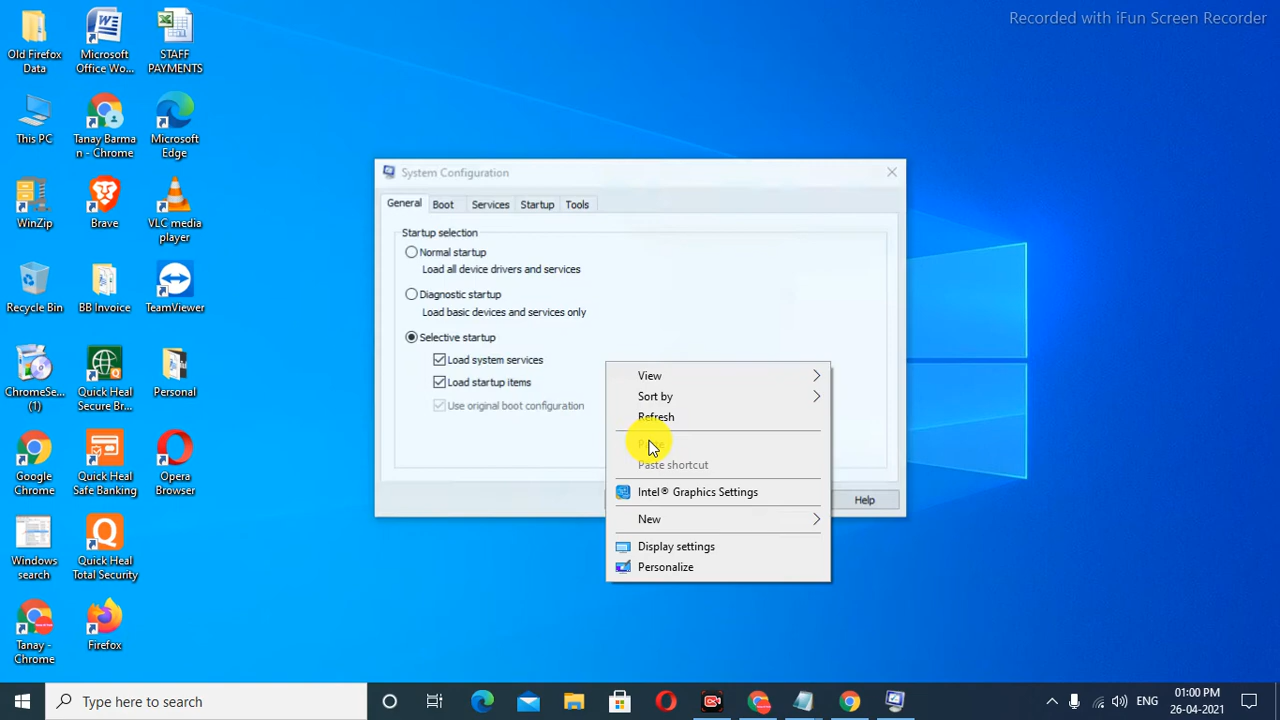 Recorded with iFun Screen Recorder
Old Firefox
Data
Microsoft
Office Wo...
STAFF
PAYMENTS
This PC
Tanay Barma
n - Chrome
Microsoft
Edge
WinZip
Brave
VLC media
player
Recycle Bin
BB Invoice
TeamViewer
ChromeSe...
(1)
Quick Heal
Secure Br...
Personal
Google
Chrome
Quick Heal
Safe Banking
Opera
Browser
Windows
search
Quick Heal
Total Security
Tanay -
Chrome
Firefox
System Configuration
General Boot Services Startup Tools
Startup selection
Normal startup
Load all device drivers and services
Diagnostic startup
Load basic devices and services only
Selective startup
Load system services
Load startup items
Use original boot configuration
Help
View
Sort by
Refresh
Paste shortcut
Intel® Graphics Settings
New
Display settings
Personalize
Type here to search
ENG
01:00 PM
26-04-2021